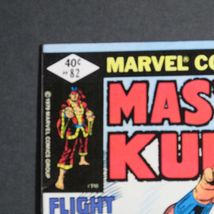 MARVEL CO
40¢
82
MAS
KU
© 1979 MARVEL COMICS GROUP
FLIGHT